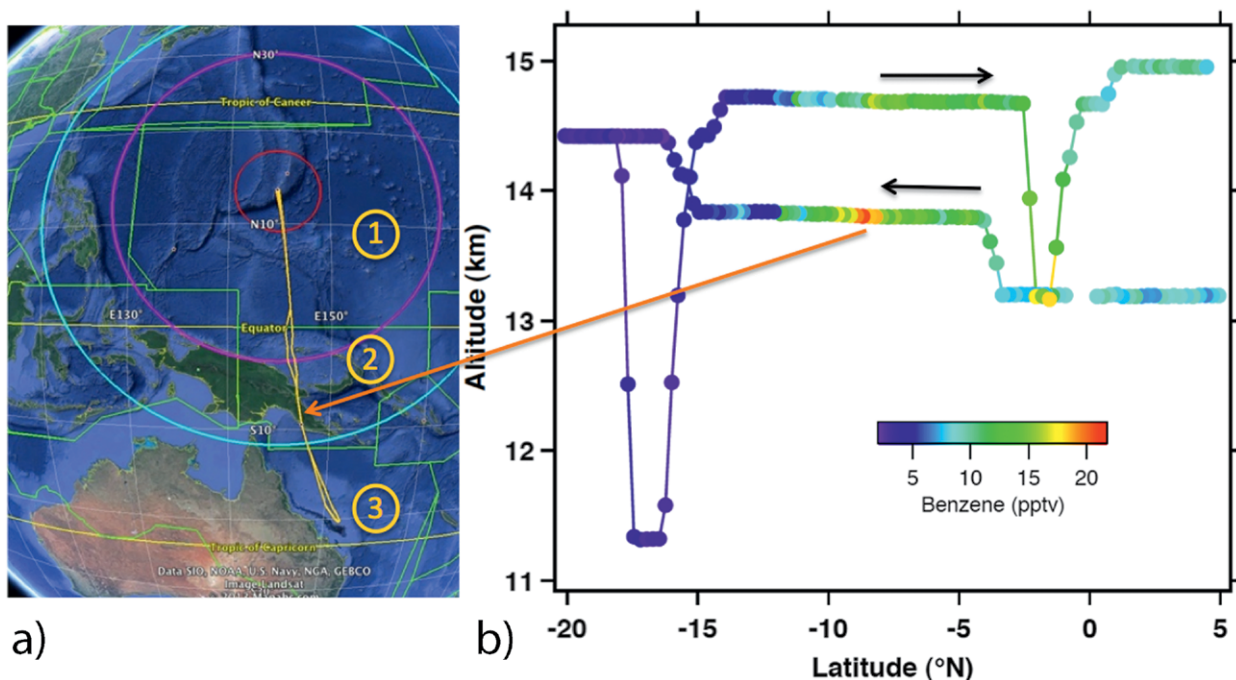 N30°
Tropic of Cancer
N10°
1
E130°
E150°
Equator
2
S10°
3
Tropic of Capricorn
Data SIO, NOAA, U.S. Navy, NGA, GEBCO
Image Landsat
a)
b)
Altitude (km)
15
14
13
12
11
5 10 15 20
Benzene (pptv)
-20 -15 -10 -5 0 5
Latitude (°N)